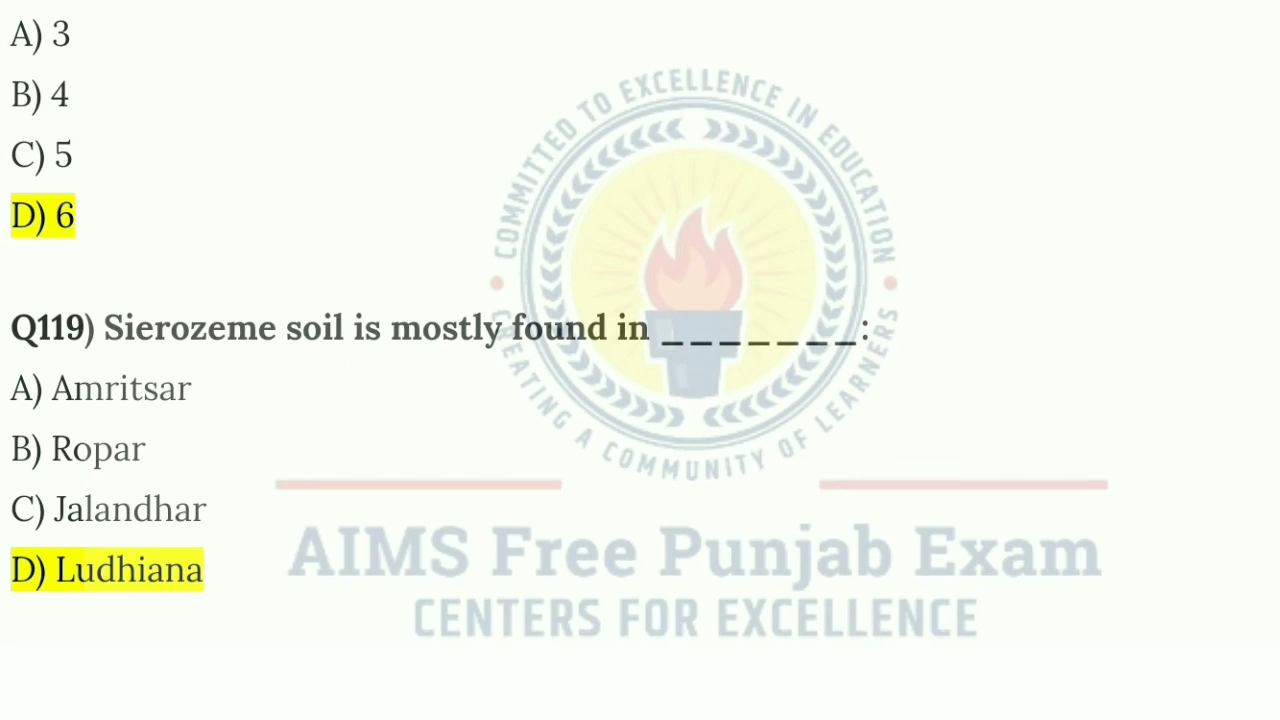 A) 3
B) 4
C) 5
D) 6
Q119) Sierozeme soil is mostly found in _______:
A) Amritsar
B) Ropar
C) Jalandhar
D) Ludhiana
COMMITTED TO EXCELLENCE IN EDUCATION
CREATING A COMMUNITY OF LEARNERS
AIMS Free Punjab Exam
CENTERS FOR EXCELLENCE